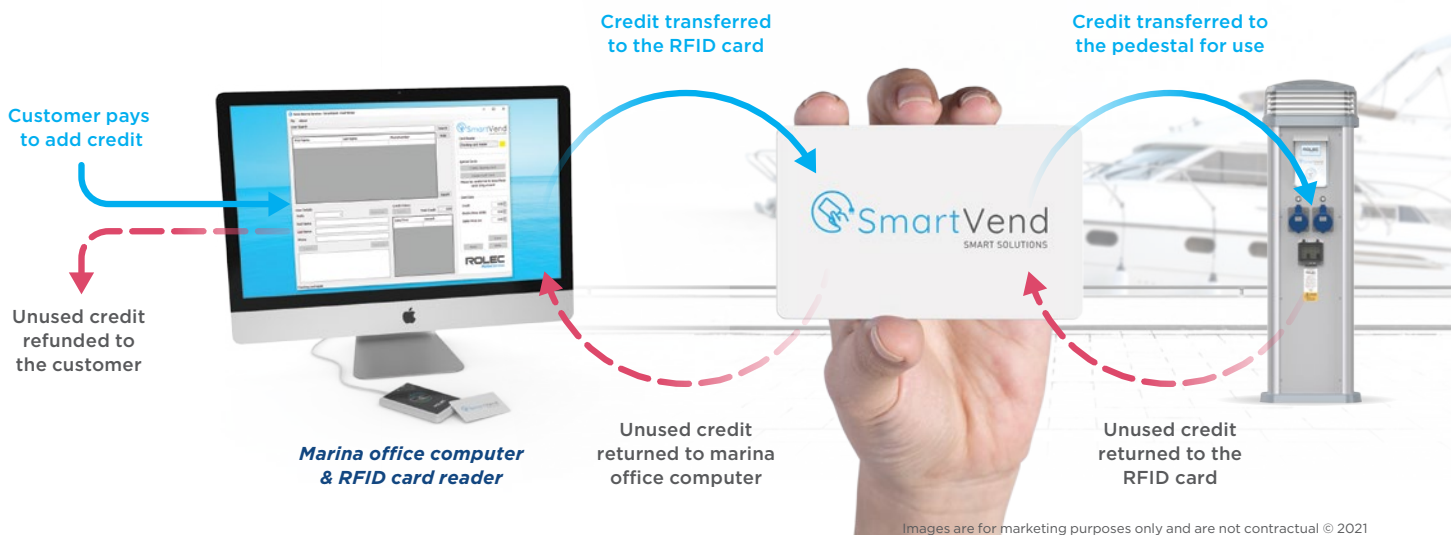 Credit transferred
to the RFID card
Credit transferred to
the pedestal for use
Customer pays
to add credit
SmartVend
ROLEC
SmartVend
SMART SOLUTIONS
ROLEC
Unused credit
refunded to
the customer
Marina office computer
& RFID card reader
Unused credit
returned to marina
office computer
Unused credit
returned to the
RFID card
Images are for marketing purposes only and are not contractual © 2021